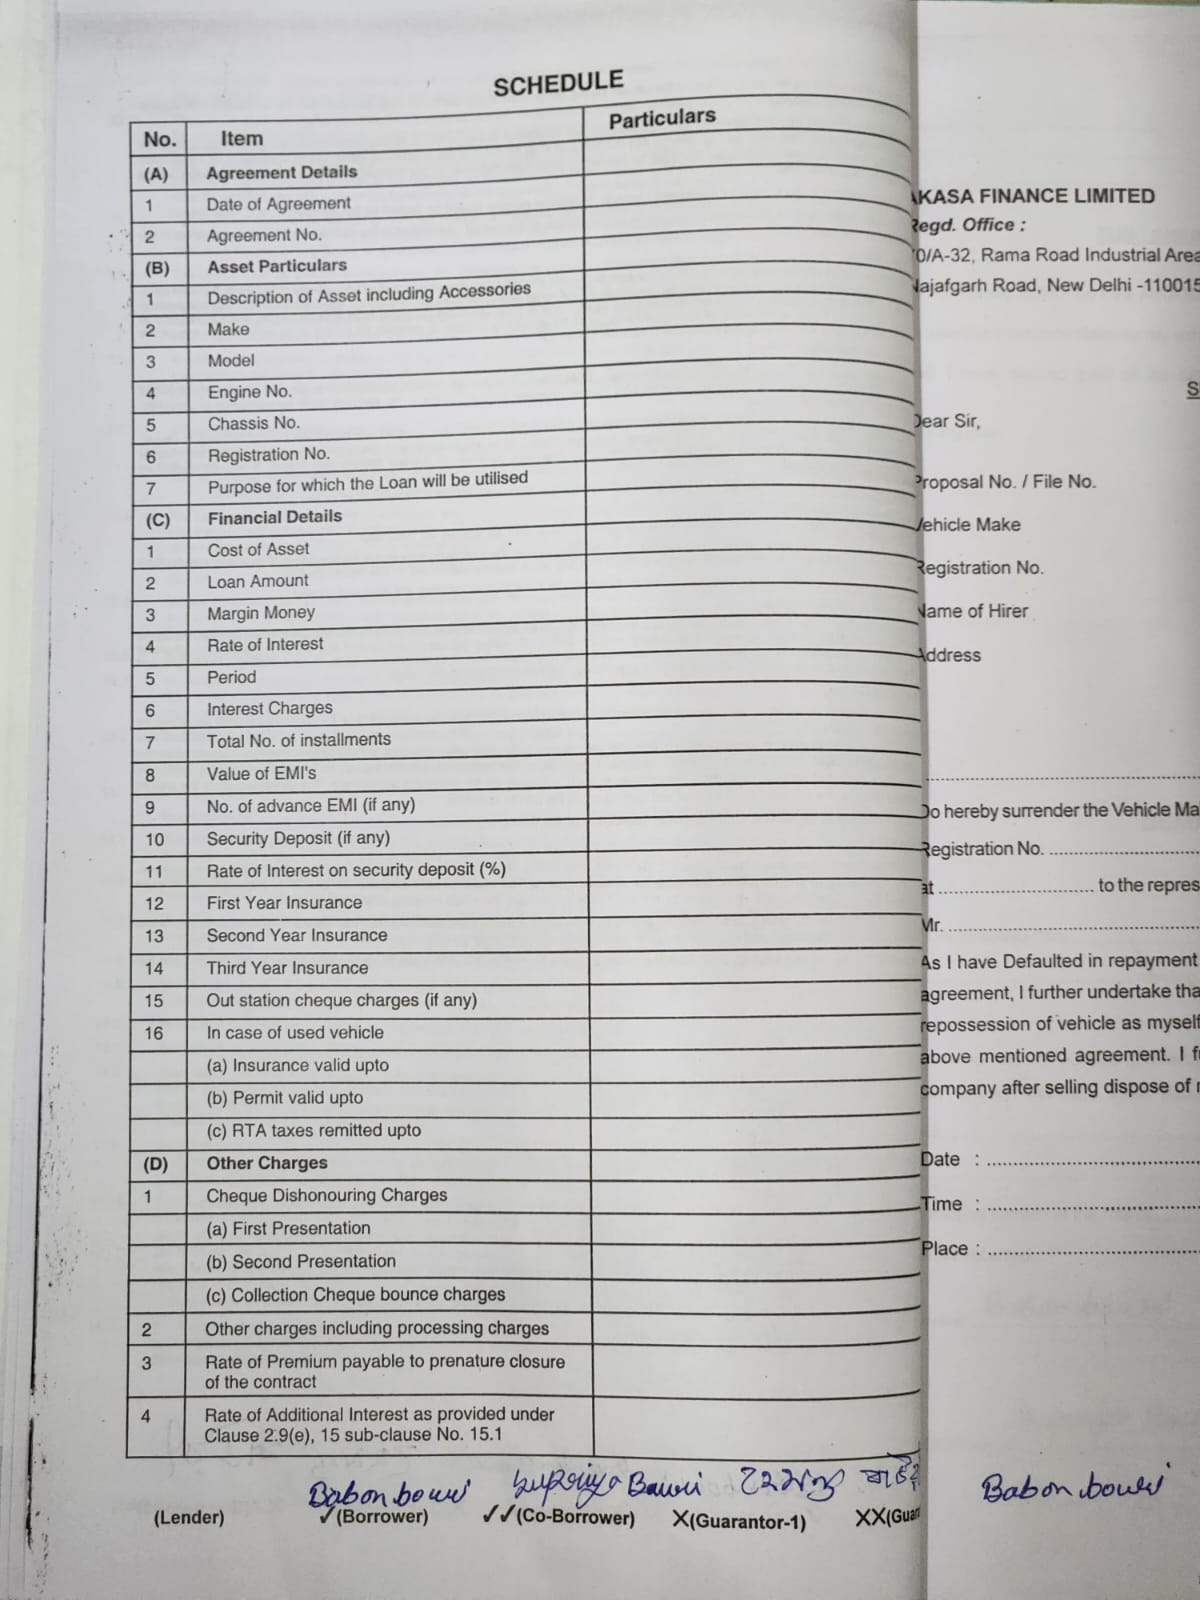 SCHEDULE
No. Item Particulars
(A) Agreement Details
1 Date of Agreement
2 Agreement No.
(B) Asset Particulars
1 Description of Asset including Accessories
2 Make
3 Model
4 Engine No.
5 Chassis No.
6 Registration No.
7 Purpose for which the Loan will be utilised
(C) Financial Details
1 Cost of Asset
2 Loan Amount
3 Margin Money
4 Rate of Interest
5 Period
6 Interest Charges
7 Total No. of installments
8 Value of EMI's
9 No. of advance EMI (if any)
10 Security Deposit (if any)
11 Rate of Interest on security deposit (%)
12 First Year Insurance
13 Second Year Insurance
14 Third Year Insurance
15 Out station cheque charges (if any)
16 In case of used vehicle
(a) Insurance valid upto
(b) Permit valid upto
(c) RTA taxes remitted upto
(D) Other Charges
1 Cheque Dishonouring Charges
(a) First Presentation
(b) Second Presentation
(c) Collection Cheque bounce charges
2 Other charges including processing charges
3 Rate of Premium payable to prenature closure
of the contract
4 Rate of Additional Interest as provided under
Clause 2.9(e), 15 sub-clause No. 15.1
Babon bouri Supriya Bauri
(Lender) ✓(Borrower) ✓✓(Co-Borrower) X(Guarantor-1) XX(Guar
AKASA FINANCE LIMITED
Regd. Office :
70/A-32, Rama Road Industrial Area
Najafgarh Road, New Delhi -110015
S
Dear Sir,
Proposal No. / File No.
Vehicle Make
Registration No.
Name of Hirer
Address
Do hereby surrender the Vehicle Ma
Registration No. ..........................
at .......................... to the repres
Mr. ..........................
As I have Defaulted in repayment
agreement, I further undertake tha
repossession of vehicle as myself
above mentioned agreement. I f
company after selling dispose of
Date : ..........................
Time : ..........................
Place : ..........................
Babon bouri